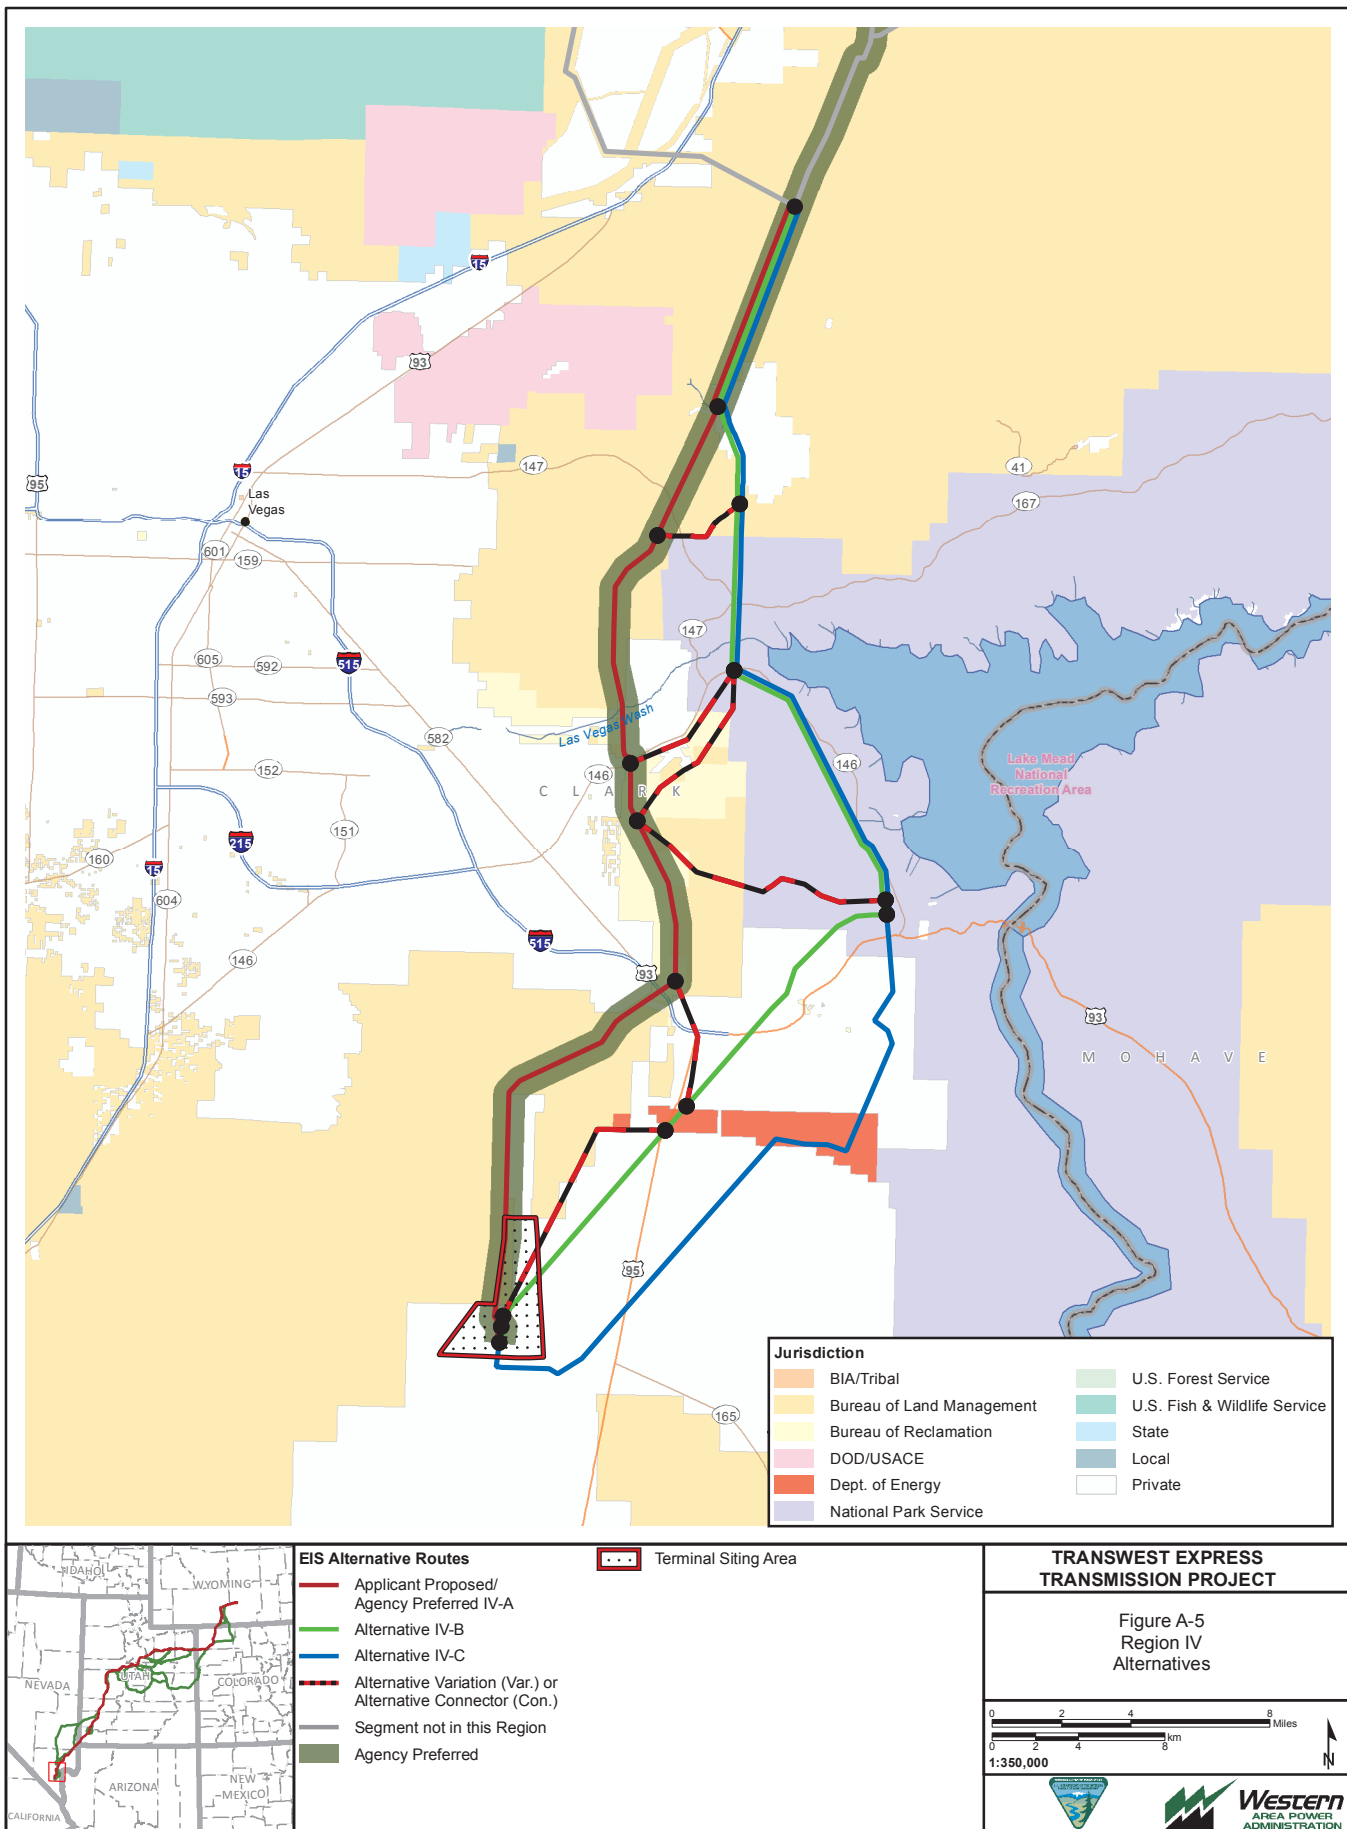 15
93
147
41
167
95
15
Las
Vegas
601
159
147
605
592
515
593
Las Vegas Wash
582
152
146
146
Lake Mead
National
Recreation Area
C L A R K
151
215
160
15
604
515
146
93
93
M O H A V E
95
165
Jurisdiction
BIA/Tribal
Bureau of Land Management
Bureau of Reclamation
DOD/USACE
Dept. of Energy
National Park Service
U.S. Forest Service
U.S. Fish & Wildlife Service
State
Local
Private
IDAHO
WYOMING
NEVADA
UTAH
COLORADO
ARIZONA
NEW
MEXICO
CALIFORNIA
EIS Alternative Routes
Applicant Proposed/
Agency Preferred IV-A
Alternative IV-B
Alternative IV-C
Alternative Variation (Var.) or
Alternative Connector (Con.)
Segment not in this Region
Agency Preferred
Terminal Siting Area
TRANSWEST EXPRESS
TRANSMISSION PROJECT
Figure A-5
Region IV
Alternatives
0 2 4 8
Miles
km
0 2 4 8
1:350,000
N
Western
AREA POWER
ADMINISTRATION